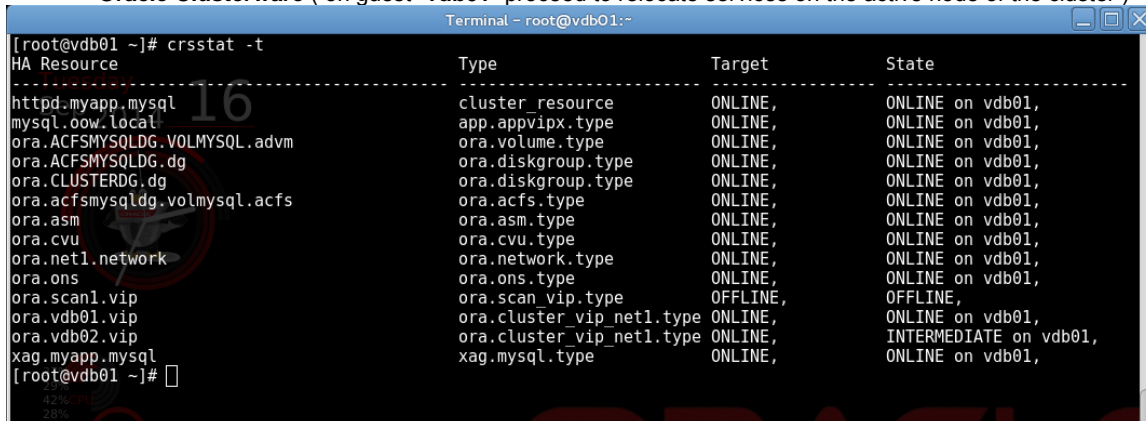 Oracle Clusterware ( on guest "vdb01" proceed to relocate services on the active node of the cluster )
Terminal – root@vdb01:~
[root@vdb01 ~]# crsstat -t
HA Resource Type Target State
httpd.myapp.mysql cluster_resource ONLINE, ONLINE on vdb01,
mysql.oow.local app.appvipx.type ONLINE, ONLINE on vdb01,
ora.ACFSMYSQLDG.VOLMYSQL.advm ora.volume.type ONLINE, ONLINE on vdb01,
ora.ACFSMYSQLDG.dg ora.diskgroup.type ONLINE, ONLINE on vdb01,
ora.CLUSTERDG.dg ora.diskgroup.type ONLINE, ONLINE on vdb01,
ora.acfsmysqldg.volmysql.acfs ora.acfs.type ONLINE, ONLINE on vdb01,
ora.asm ora.asm.type ONLINE, ONLINE on vdb01,
ora.cvu ora.cvu.type ONLINE, ONLINE on vdb01,
ora.net1.network ora.network.type ONLINE, ONLINE on vdb01,
ora.ons ora.ons.type ONLINE, ONLINE on vdb01,
ora.scan1.vip ora.scan_vip.type OFFLINE, OFFLINE,
ora.vdb01.vip ora.cluster_vip_net1.type ONLINE, ONLINE on vdb01,
ora.vdb02.vip ora.cluster_vip_net1.type ONLINE, INTERMEDIATE on vdb01,
xag.myapp.mysql xag.mysql.type ONLINE, ONLINE on vdb01,
[root@vdb01 ~]#
Tuesday
Sep 2014 16
29%
42% CPU
28%